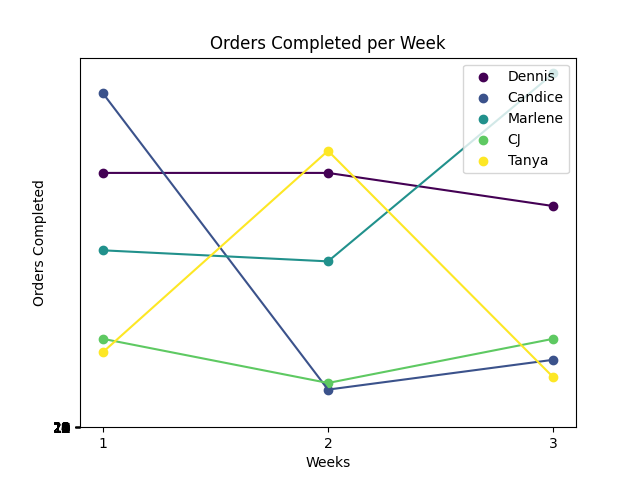 Orders Completed per Week
Dennis
Candice
Marlene
CJ
Tanya
Orders Completed
1
2
3
Weeks